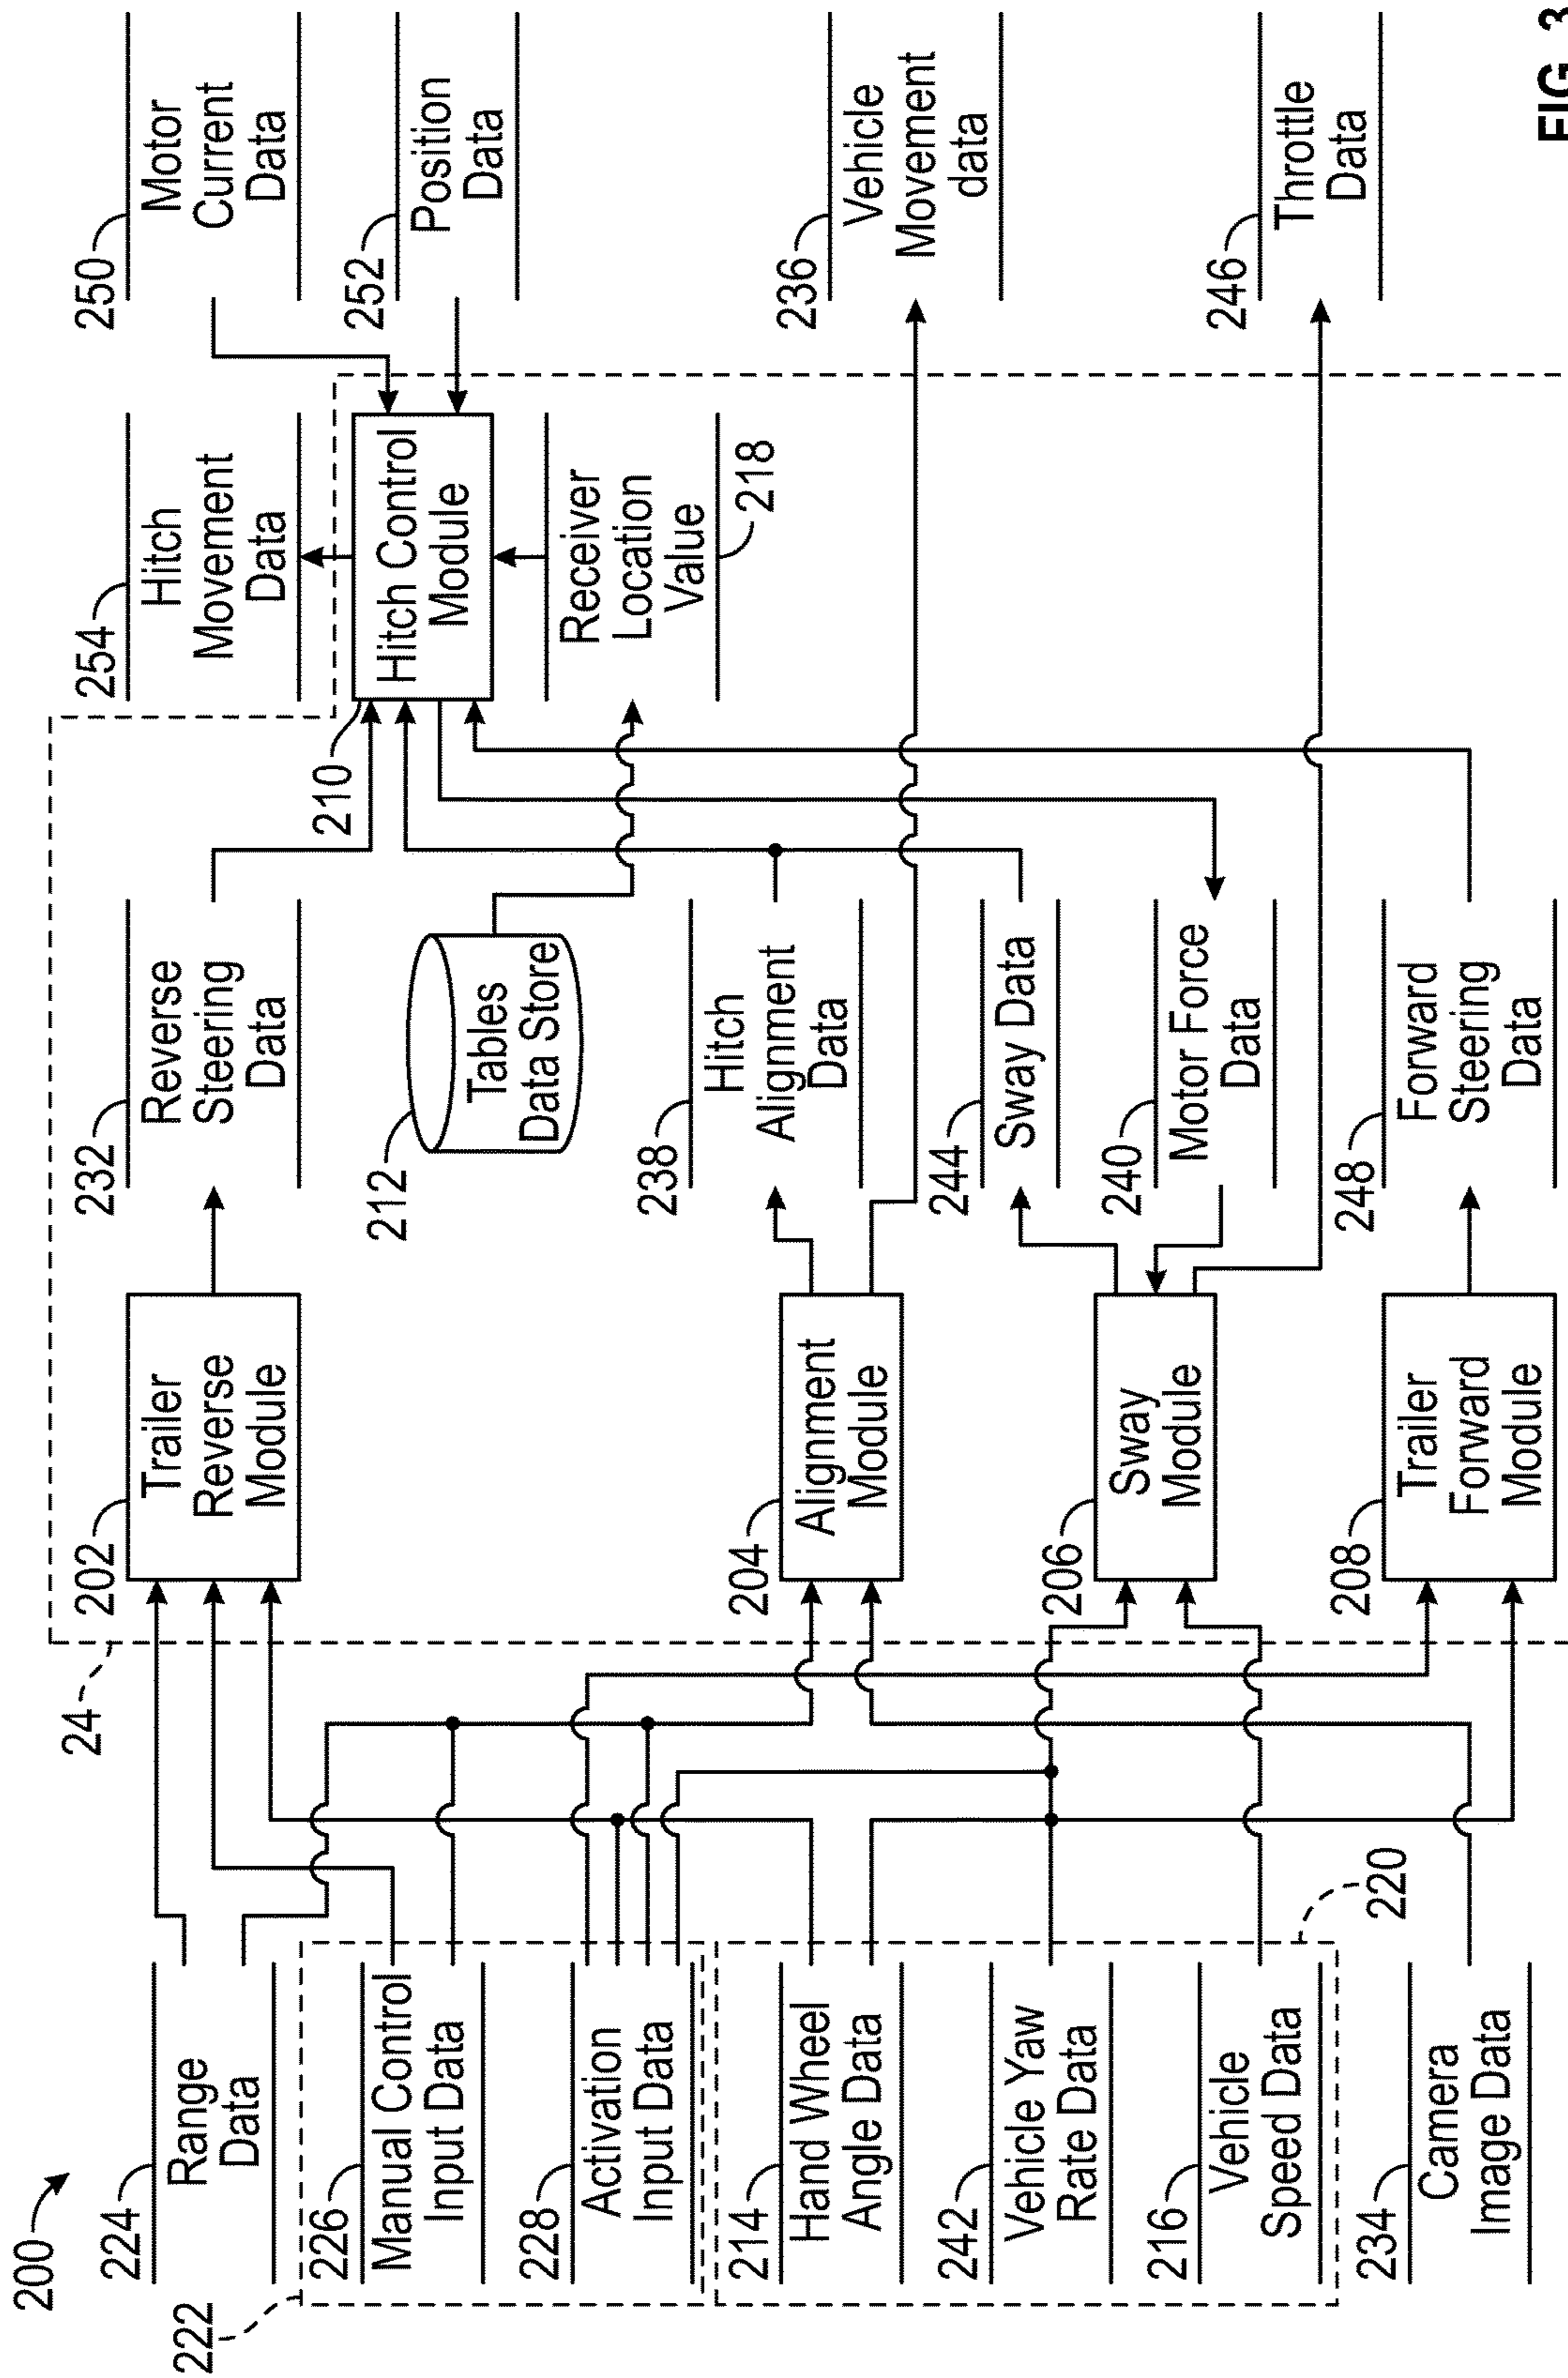 200
224
Range
Data
222
226
Manual Control
Input Data
228
Activation
Input Data
214
Hand Wheel
Angle Data
242
Vehicle Yaw
Rate Data
216
Vehicle
Speed Data
220
234
Camera
Image Data
24
202
Trailer
Reverse
Module
204
Alignment
Module
206
Sway
Module
208
Trailer
Forward
Module
232
Reverse
Steering
Data
212
Tables
Data Store
238
Hitch
Alignment
Data
244
Sway Data
240
Motor Force
Data
248
Forward
Steering
Data
254
Hitch
Movement
Data
210
Hitch Control
Module
Receiver
Location
Value
218
250
Motor
Current
Data
252
Position
Data
236
Vehicle
Movement
data
246
Throttle
Data
FIG. 3